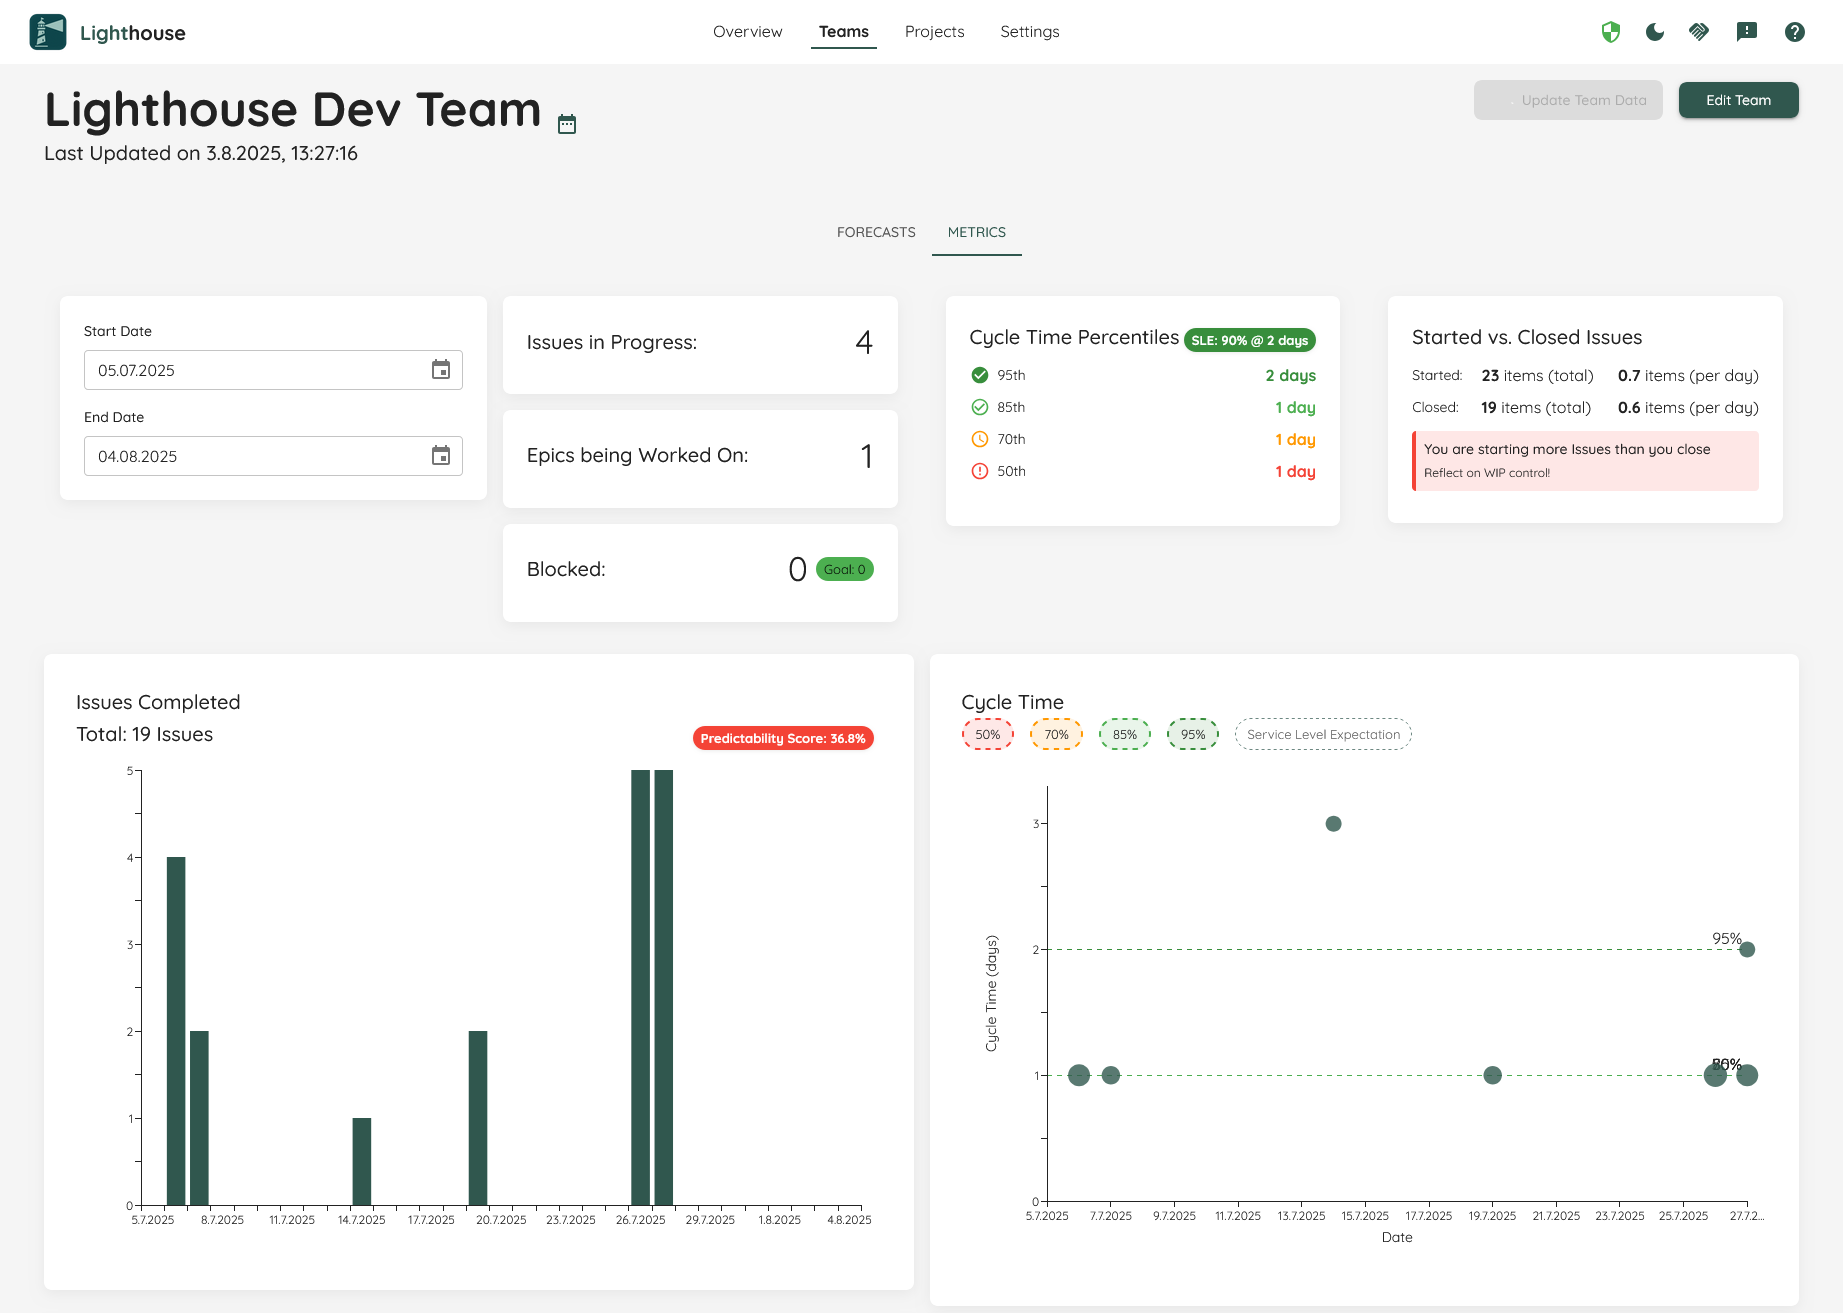 Lighthouse
Overview
Teams
Projects
Settings
Lighthouse Dev Team
Last Updated on 3.8.2025, 13:27:16
Update Team Data
Edit Team
FORECASTS
METRICS
Start Date
05.07.2025
End Date
04.08.2025
Issues in Progress:
4
Epics being Worked On:
1
Blocked:
0
Goal: 0
Cycle Time Percentiles
SLE: 90% @ 2 days
95th
2 days
85th
1 day
70th
1 day
50th
1 day
Started vs. Closed Issues
Started: 23 items (total) 0.7 items (per day)
Closed: 19 items (total) 0.6 items (per day)
You are starting more Issues than you close
Reflect on WIP control!
Issues Completed
Total: 19 Issues
Predictability Score: 36.8%
5
4
3
2
1
0
5.7.2025 8.7.2025 11.7.2025 14.7.2025 17.7.2025 20.7.2025 23.7.2025 26.7.2025 29.7.2025 1.8.2025 4.8.2025
Cycle Time
50% 70% 85% 95% Service Level Expectation
Cycle Time (days)
3
95%
2
1
0
5.7.2025 7.7.2025 9.7.2025 11.7.2025 13.7.2025 15.7.2025 17.7.2025 19.7.2025 21.7.2025 23.7.2025 25.7.2025 27.7.2...
Date